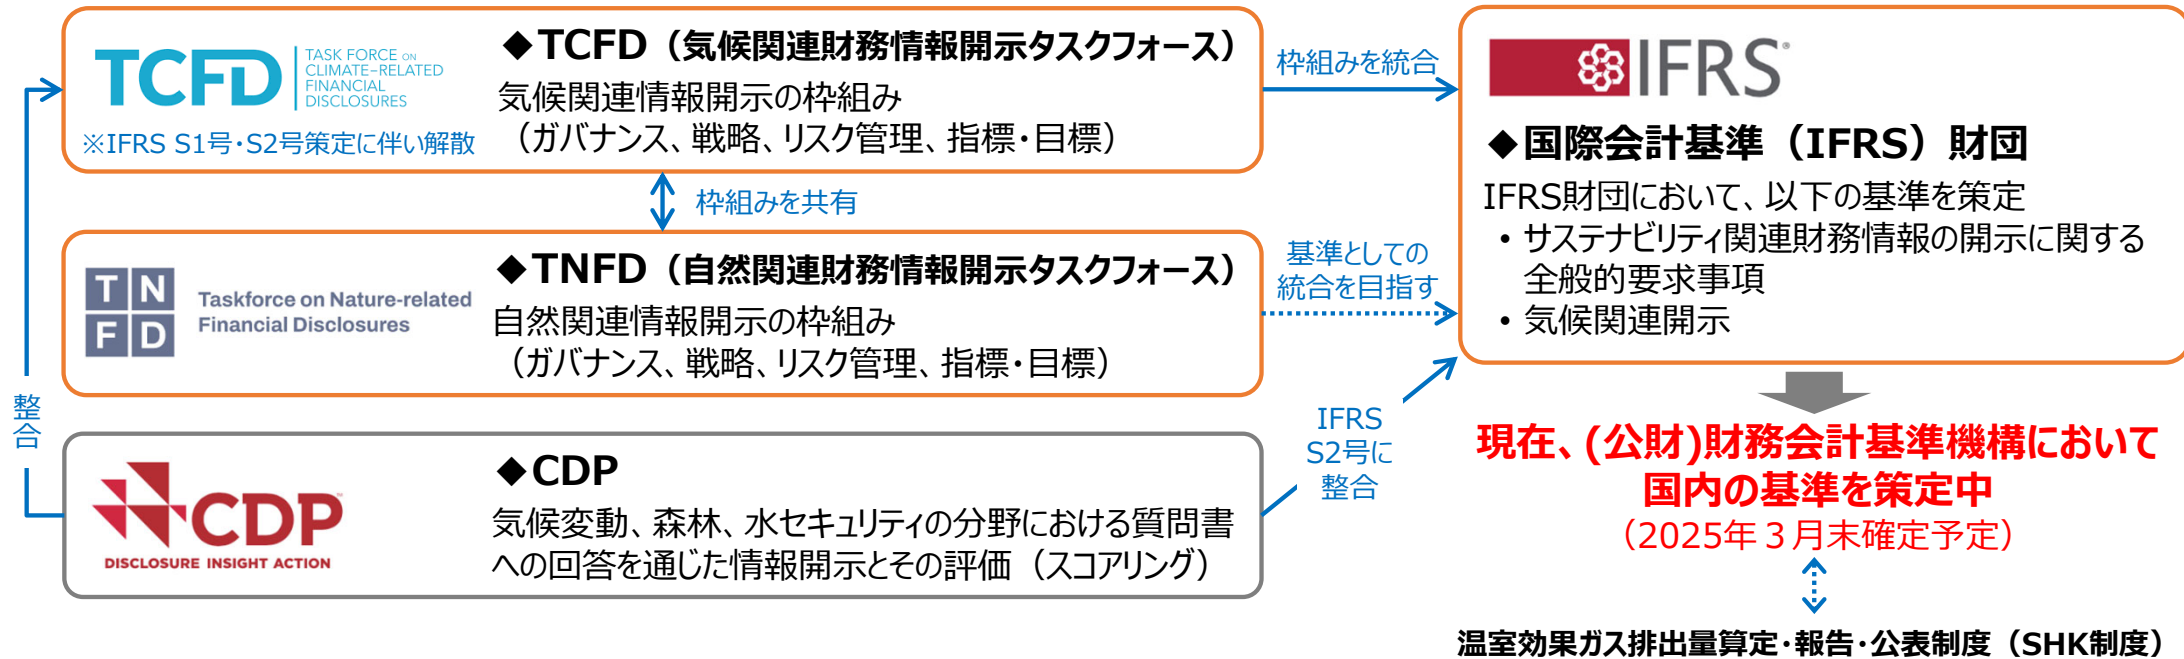 TCFD
TASK FORCE ON
CLIMATE-RELATED
FINANCIAL
DISCLOSURES
※IFRS S1号・S2号策定に伴い解散
◆TCFD（気候関連財務情報開示タスクフォース）
気候関連情報開示の枠組み
（ガバナンス、戦略、リスク管理、指標・目標）
枠組みを統合
枠組みを共有
TNFD
Taskforce on Nature-related
Financial Disclosures
◆TNFD（自然関連財務情報開示タスクフォース）
自然関連情報開示の枠組み
（ガバナンス、戦略、リスク管理、指標・目標）
基準としての
統合を目指す
整合
CDP
DISCLOSURE INSIGHT ACTION
◆CDP
気候変動、森林、水セキュリティの分野における質問書
への回答を通じた情報開示とその評価（スコアリング）
IFRS
S2号に
整合
IFRS
◆国際会計基準（IFRS）財団
IFRS財団において、以下の基準を策定
・サステナビリティ関連財務情報の開示に関する
全般的要求事項
・気候関連開示
現在、(公財)財務会計基準機構において
国内の基準を策定中
（2025年３月末確定予定）
温室効果ガス排出量算定・報告・公表制度（SHK制度）